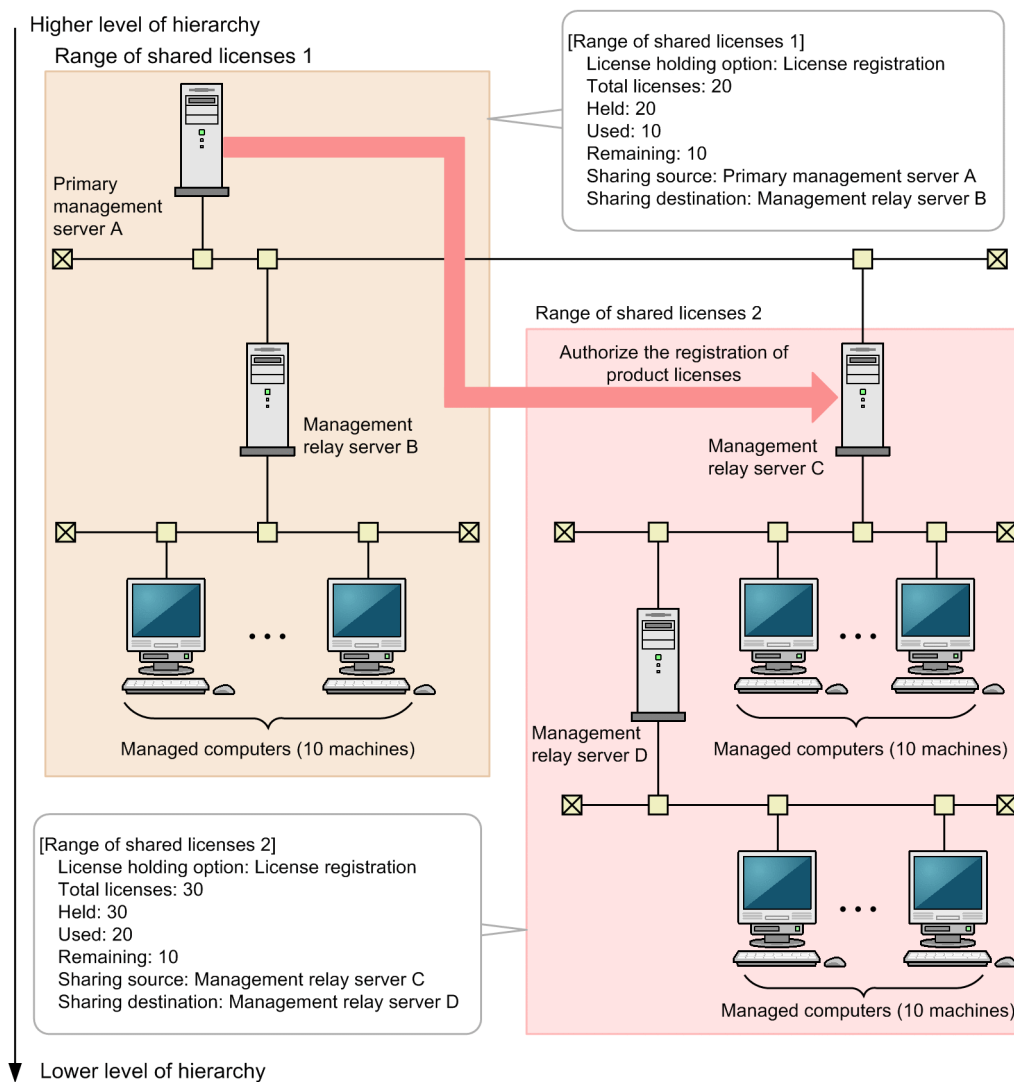 Higher level of hierarchy
Range of shared licenses 1
[Range of shared licenses 1]
License holding option: License registration
Total licenses: 20
Held: 20
Used: 10
Remaining: 10
Sharing source: Primary management server A
Sharing destination: Management relay server B
Primary
management
server A
Range of shared licenses 2
Authorize the registration of
product licenses
Management
relay server B
Management
relay server C
Managed computers (10 machines)
Management
relay server D
Managed computers (10 machines)
[Range of shared licenses 2]
License holding option: License registration
Total licenses: 30
Held: 30
Used: 20
Remaining: 10
Sharing source: Management relay server C
Sharing destination: Management relay server D
Managed computers (10 machines)
Lower level of hierarchy